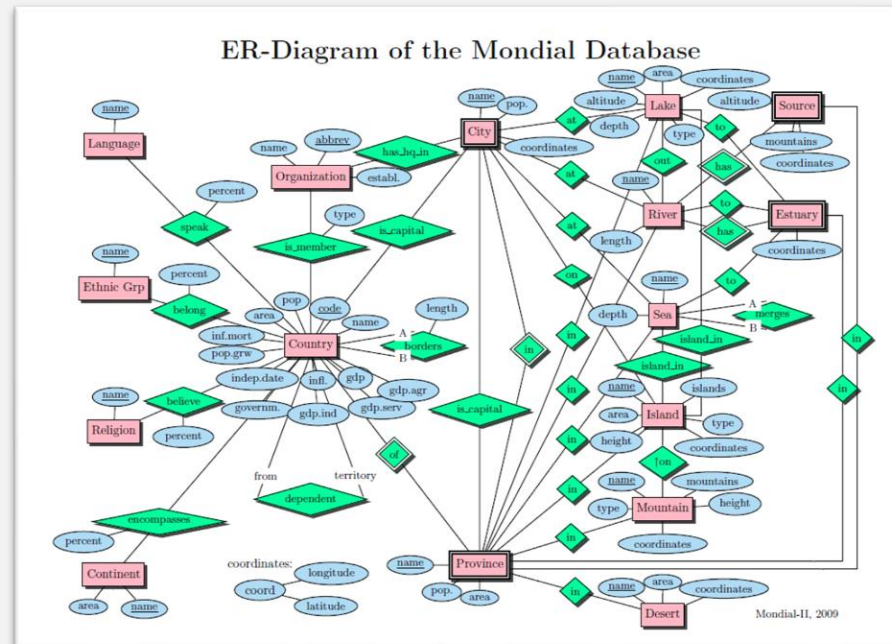 ER-Diagram of the Mondial Database
name
Language
name
abbrev
Organization
establ.
has_hq_in
name
pop.
City
coordinates
at
name
area
coordinates
altitude
Lake
depth
type
altitude
Source
mountains
coordinates
to
out
has
at
percent
speak
type
is_member
is_capital
name
River
length
to
has
Estuary
coordinates
at
to
name
Ethnic Grp
percent
belong
on
name
Sea
depth
A
B
merges
pop
area
code
name
inf.mort
pop.grw
Country
length
A
borders
B
in
in
island_in
island_in
in
in
name
Religion
believe
percent
indep.date
infl.
gdp
gdp.agr
governm.
gdp.ind
gdp.serv
in
name
islands
area
Island
type
height
coordinates
in
is_capital
of
from
territory
dependent
in
↑on
name
mountains
type
Mountain
height
coordinates
in
in
encompasses
percent
Continent
area
name
coordinates:
coord
longitude
latitude
name
Province
pop.
area
in
name
area
coordinates
Desert
Mondial-II, 2009